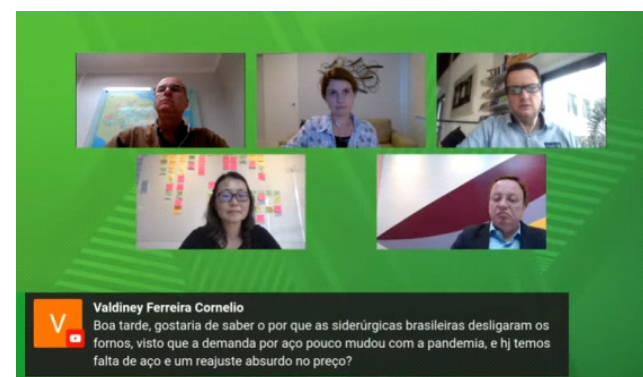 V
Valdiney Ferreira Cornelio
Boa tarde, gostaria de saber o por que as siderúrgicas brasileiras desligaram os
fornos, visto que a demanda por aço pouco mudou com a pandemia, e hj temos
falta de aço e um reajuste absurdo no preço?